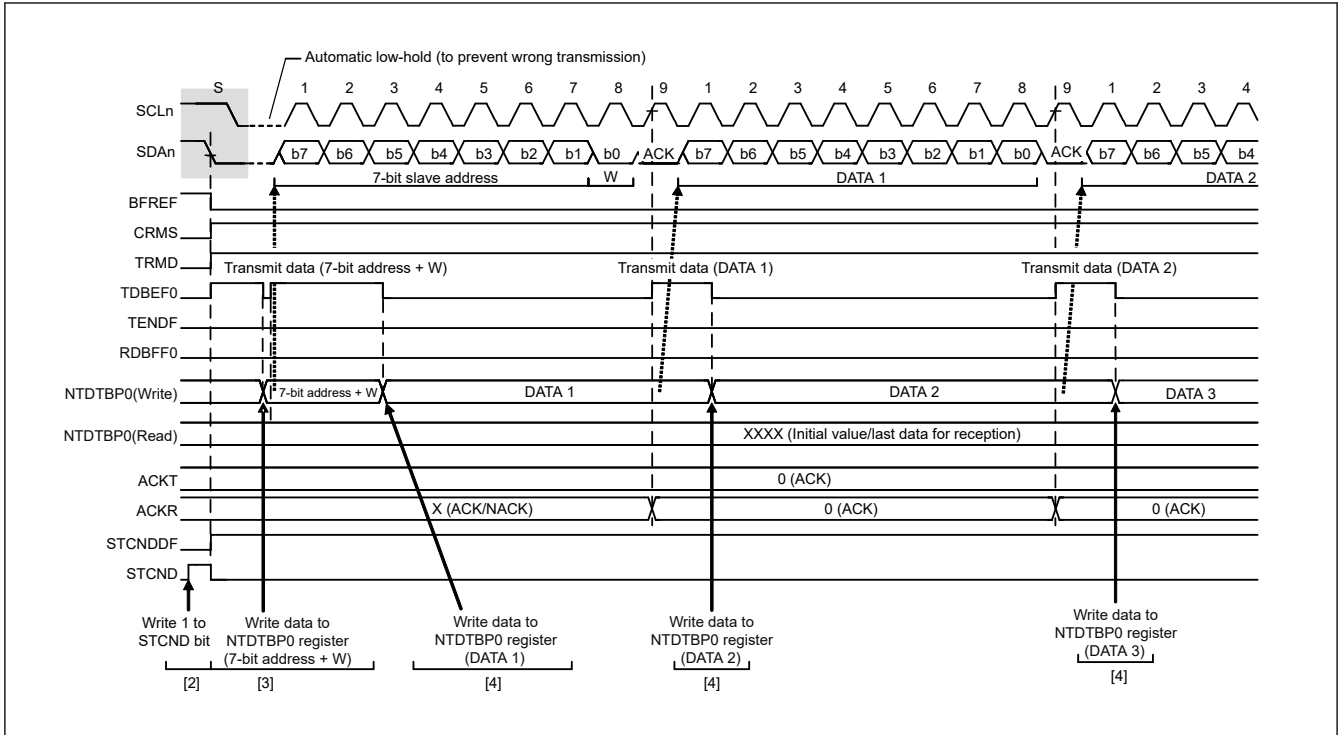 Automatic low-hold (to prevent wrong transmission)
S 1 2 3 4 5 6 7 8 9 1 2 3 4 5 6 7 8 9 1 2 3 4
SCLn
SDAn b7 b6 b5 b4 b3 b2 b1 b0 ACK b7 b6 b5 b4 b3 b2 b1 b0 ACK b7 b6 b5 b4
7-bit slave address W DATA 1 DATA 2
BFREF
CRMS
TRMD
Transmit data (7-bit address + W) Transmit data (DATA 1) Transmit data (DATA 2)
TDBEF0
TENDF
RDBFF0
NTDTBP0(Write) 7-bit address + W DATA 1 DATA 2 DATA 3
NTDTBP0(Read) XXXX (Initial value/last data for reception)
ACKT 0 (ACK)
ACKR X (ACK/NACK) 0 (ACK) 0 (ACK)
STCNDDF
STCND
Write 1 to
STCND bit
[2]
Write data to
NTDTBP0 register
(7-bit address + W)
[3]
Write data to
NTDTBP0 register
(DATA 1)
[4]
Write data to
NTDTBP0 register
(DATA 2)
[4]
Write data to
NTDTBP0 register
(DATA 3)
[4]